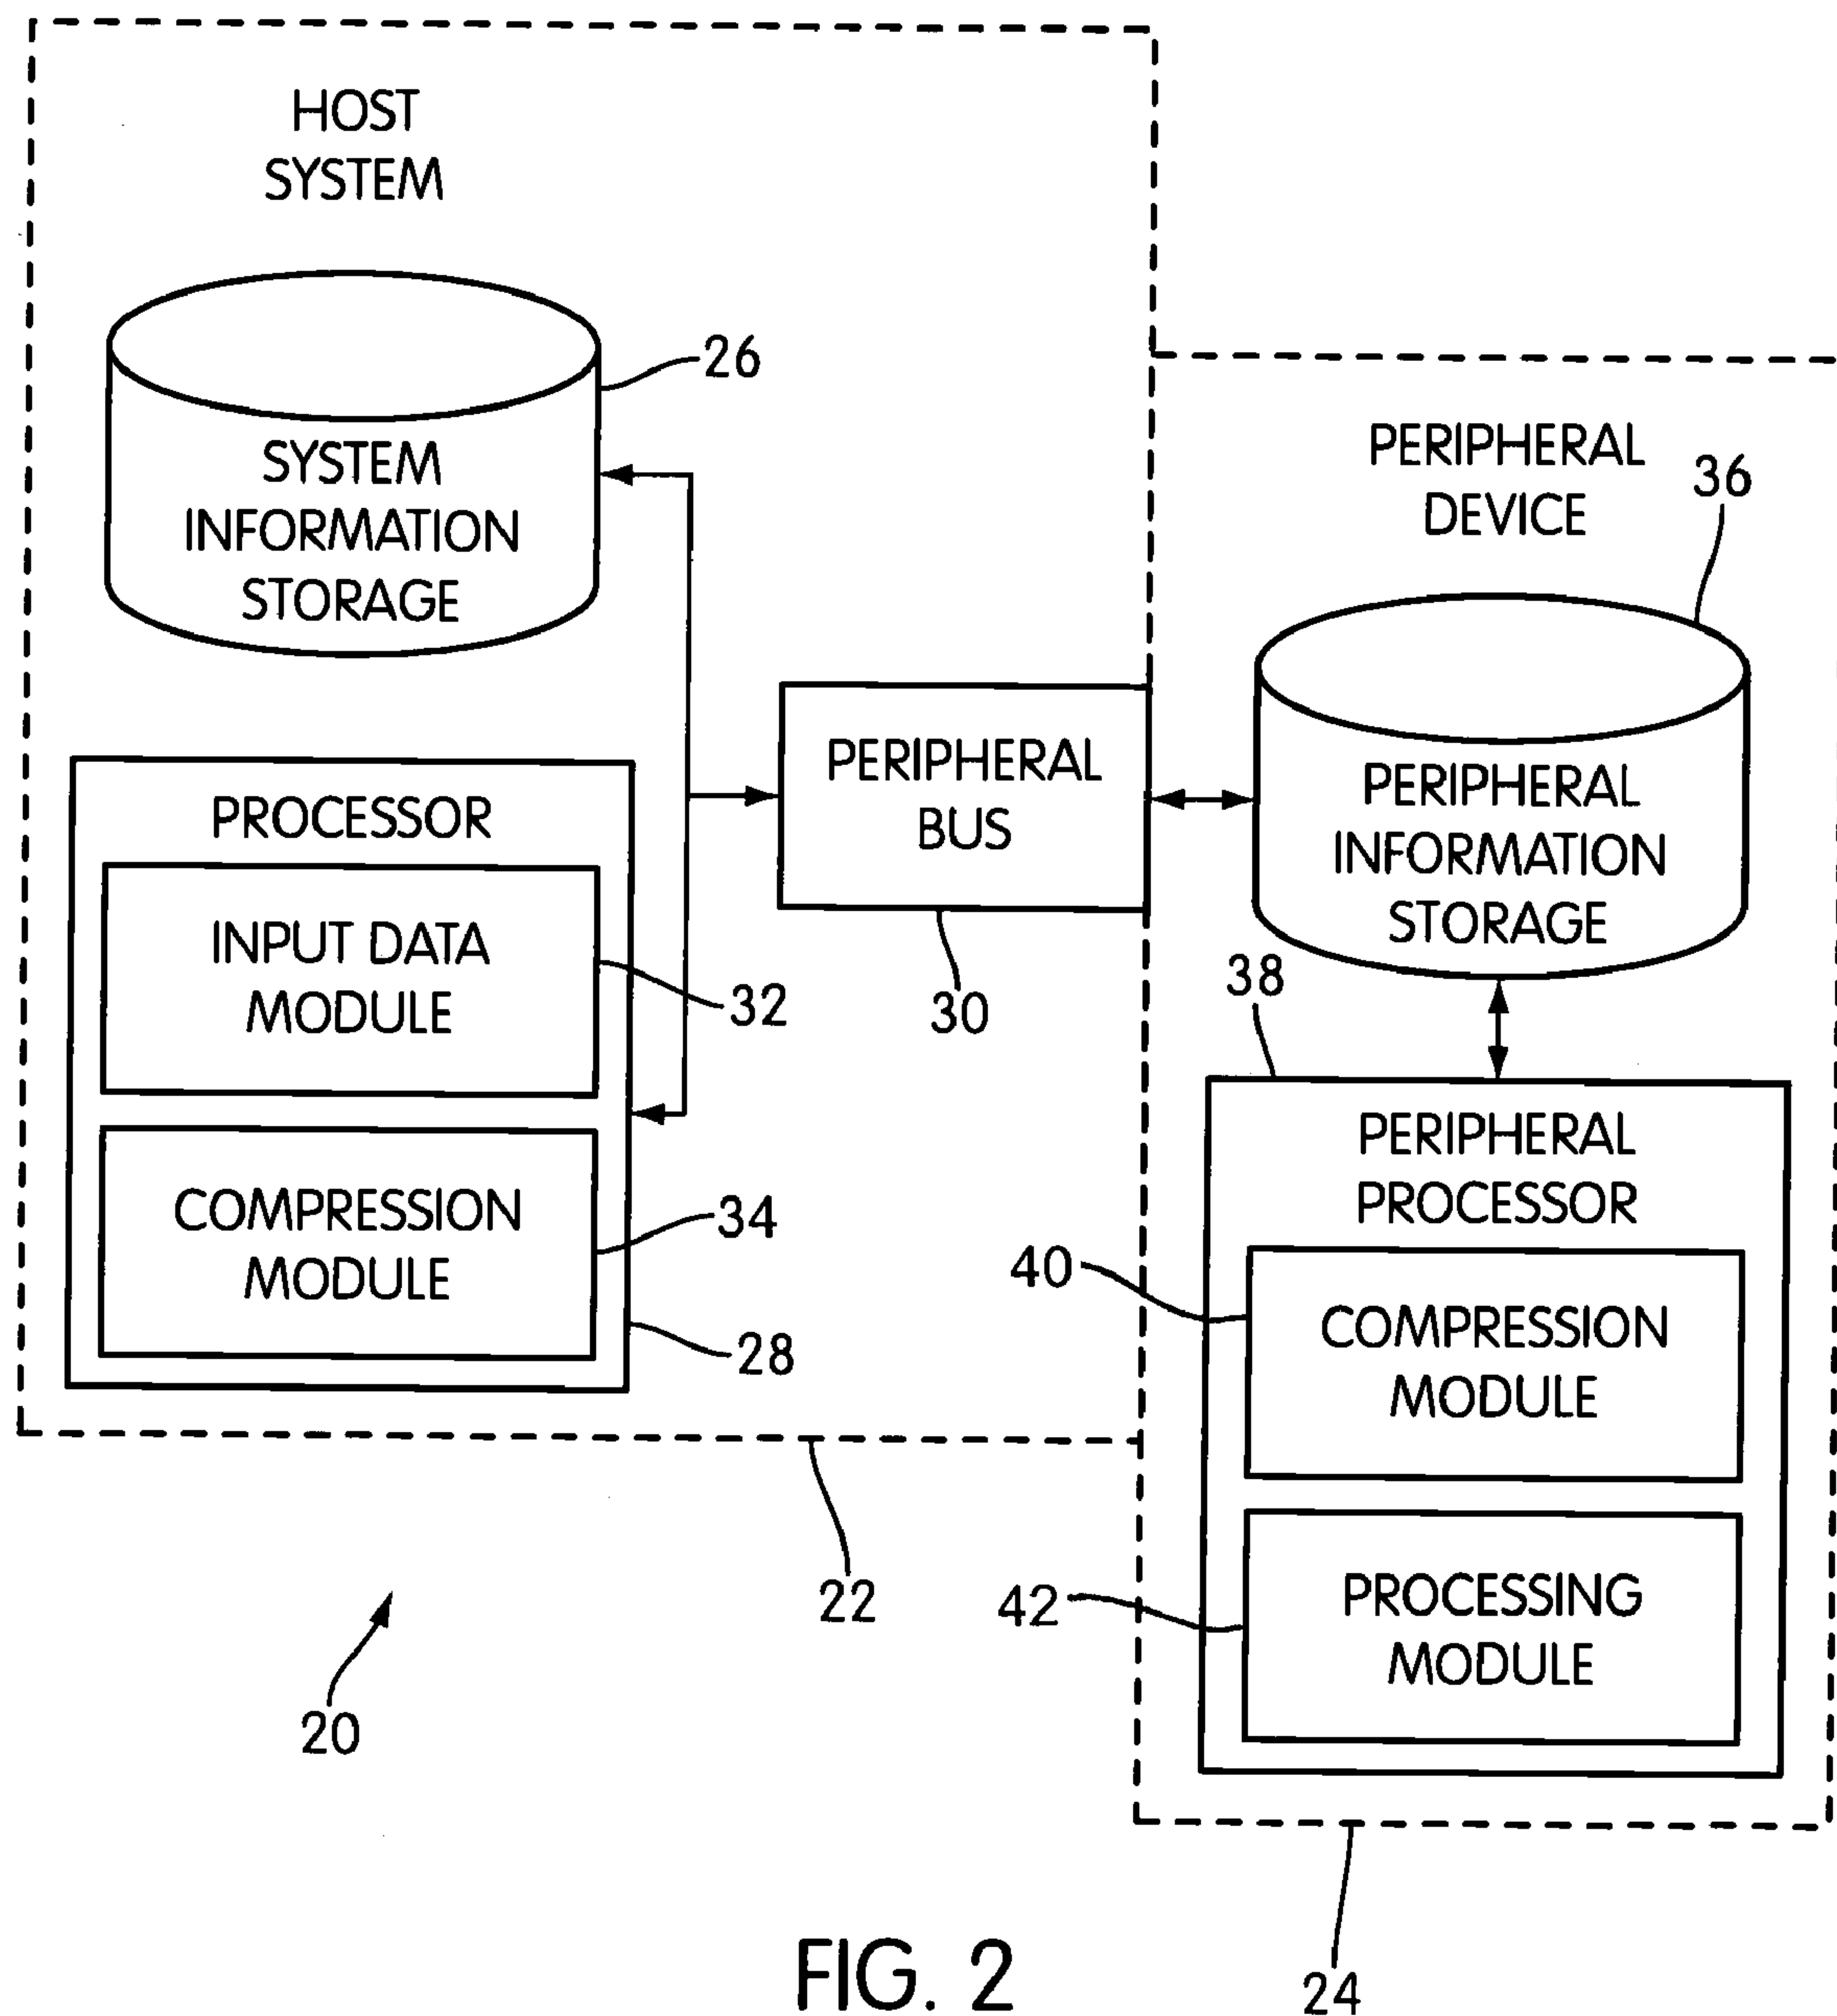 HOST
SYSTEM
26
SYSTEM
INFORMATION
STORAGE
PERIPHERAL
DEVICE
36
PERIPHERAL
BUS
30
PERIPHERAL
INFORMATION
STORAGE
PROCESSOR
INPUT DATA
MODULE
32
COMPRESSION
MODULE
34
28
38
PERIPHERAL
PROCESSOR
40
COMPRESSION
MODULE
42
PROCESSING
MODULE
22
20
24
FIG. 2